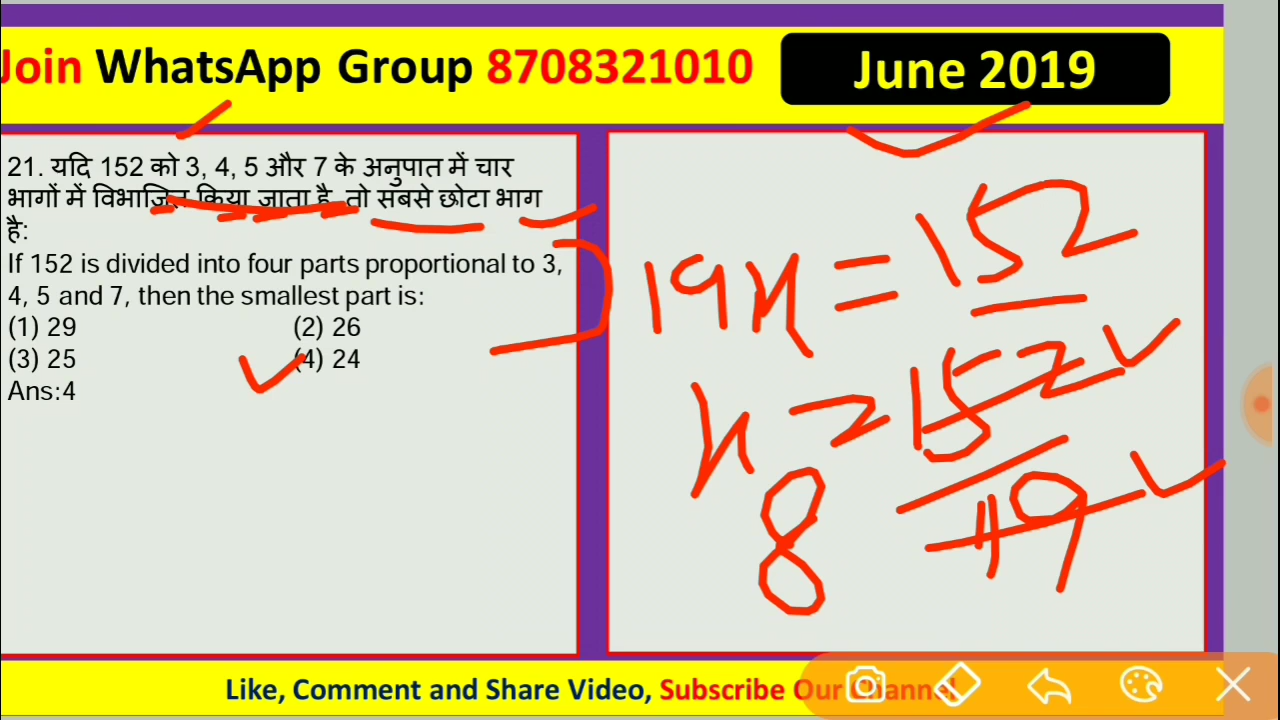 Join WhatsApp Group 8708321010
June 2019
21. यदि 152 को 3, 4, 5 और 7 के अनुपात में चार
भागों में विभाजित किया जाता है, तो सबसे छोटा भाग
है:
If 152 is divided into four parts proportional to 3,
4, 5 and 7, then the smallest part is:
(1) 29 (2) 26
(3) 25 (4) 24
Ans:4
19x = 152
x = 152
19
8
Like, Comment and Share Video, Subscribe Our Channel